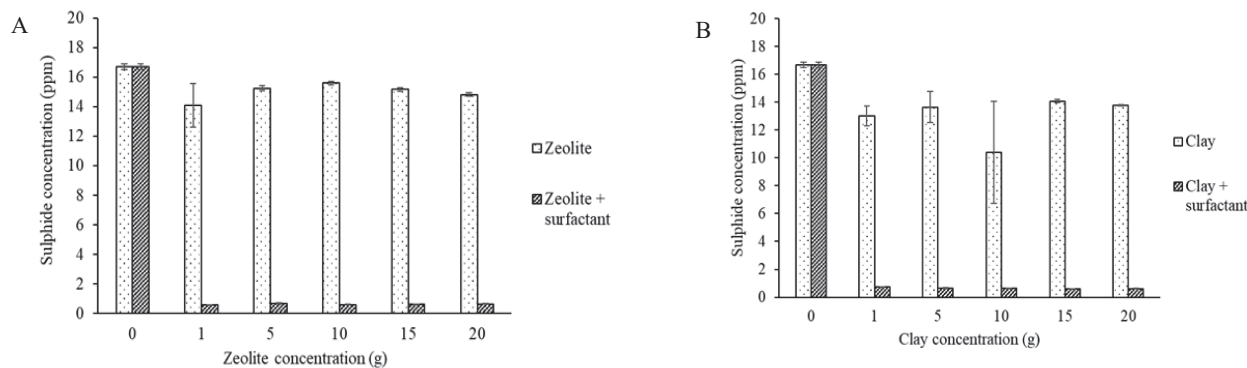 A
Sulphide concentration (ppm)
20
18
16
14
12
10
8
6
4
2
0
0 1 5 10 15 20
Zeolite concentration (g)
Zeolite
Zeolite +
surfactant
B
Sulphide concentration (ppm)
20
18
16
14
12
10
8
6
4
2
0
0 1 5 10 15 20
Clay concentration (g)
Clay
Clay +
surfactant